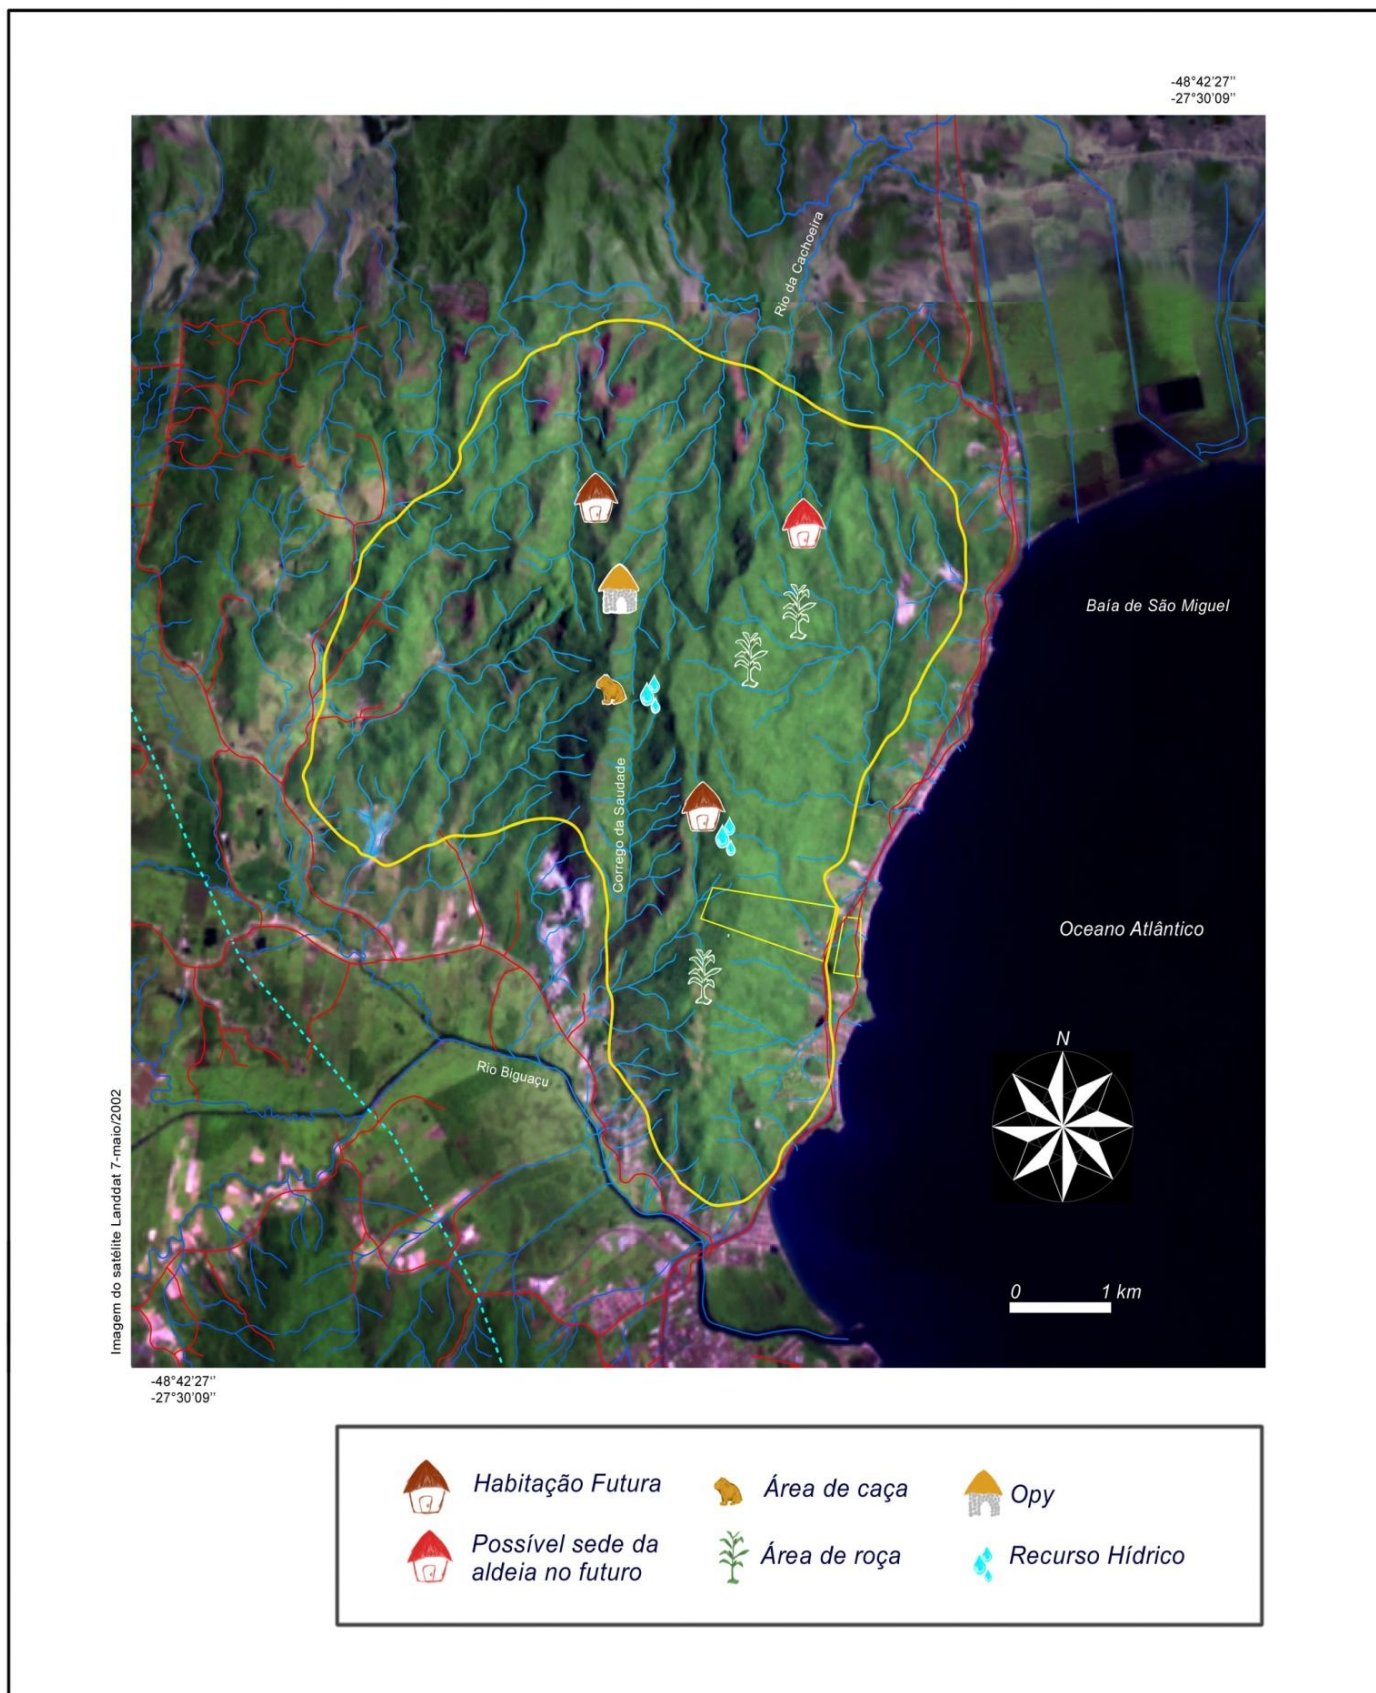 -48°42'27''
-27°30'09''
Rio da Cachoeira
Baía de São Miguel
Corrego da Saudade
Oceano Atlântico
N
Rio Biguaçu
Imagem do satélite Landdat 7-maio/2002
0 1 km
-48°42'27''
-27°30'09''
Habitação Futura
Área de caça
Opy
Possível sede da
aldeia no futuro
Área de roça
Recurso Hídrico